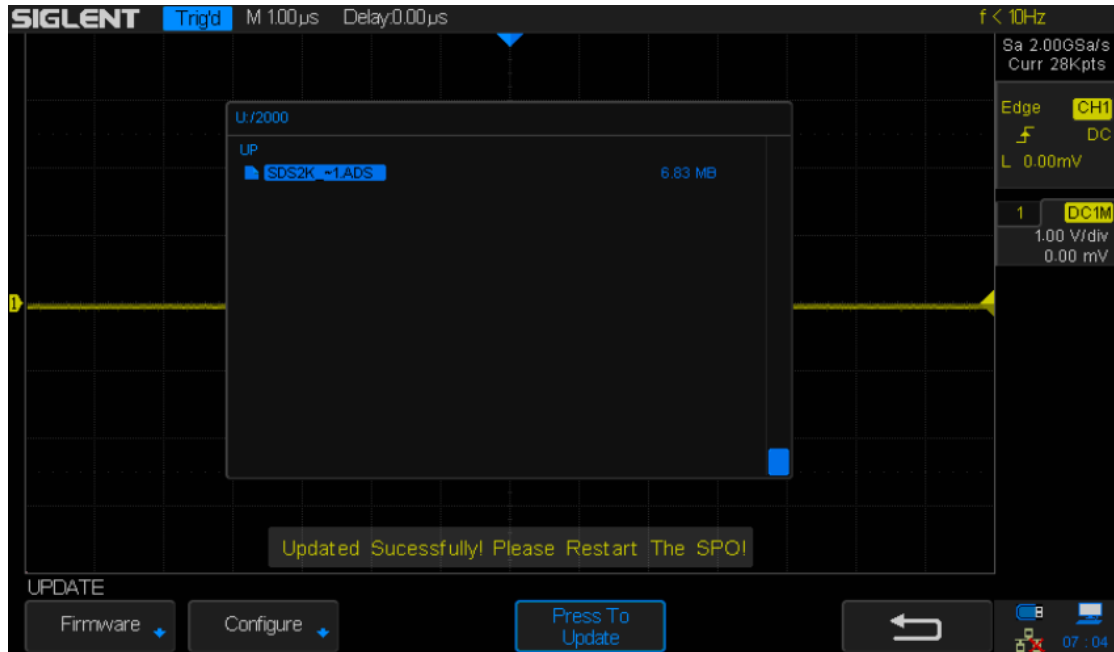 SIGLENT Trig'd M 1.00µs Delay:0.00µs f < 10Hz
Sa 2.00GSa/s
Curr 28Kpts
Edge CH1
DC
L 0.00mV
1 DC1M
1.00 V/div
0.00 mV
U:/2000
UP
SDS2K_~1.ADS 6.83 MB
1
Updated Sucessfully! Please Restart The SPO!
UPDATE
Firmware
Configure
Press To
Update
07 : 04